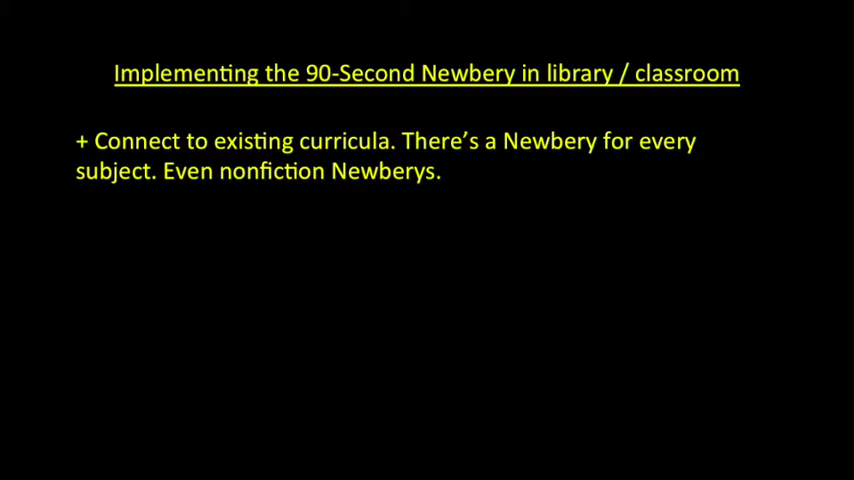 Implementing the 90-Second Newbery in library / classroom
+ Connect to existing curricula. There’s a Newbery for every
subject. Even nonfiction Newberys.